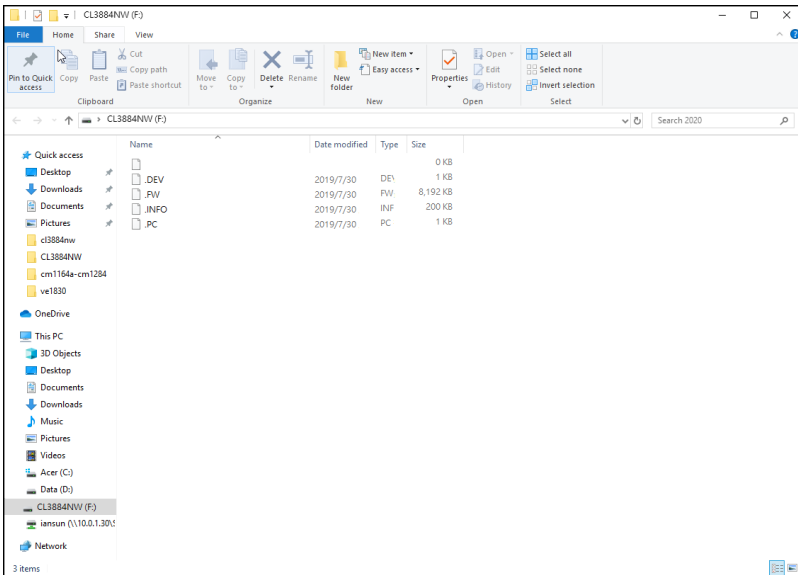 CL3884NW (F:)
File Home Share View
Pin to Quick access
Copy
Paste
Cut
Copy path
Paste shortcut
Clipboard
Move to
Copy to
Delete
Rename
Organize
New folder
New item
Easy access
New
Properties
Open
Edit
History
Open
Select all
Select none
Invert selection
Select
CL3884NW (F:)
Search 2020
Name Date modified Type Size
0 KB
.DEV 2019/7/30 DEV 1 KB
.FW 2019/7/30 FW 8,192 KB
.INFO 2019/7/30 INF 200 KB
.PC 2019/7/30 PC 1 KB
Quick access
Desktop
Downloads
Documents
Pictures
cl3884nw
CL3884NW
cm1164a-cm1284
ve1830
OneDrive
This PC
3D Objects
Desktop
Documents
Downloads
Music
Pictures
Videos
Acer (C:)
Data (D:)
CL3884NW (F:)
iansun (\\10.0.1.30\
Network
3 items